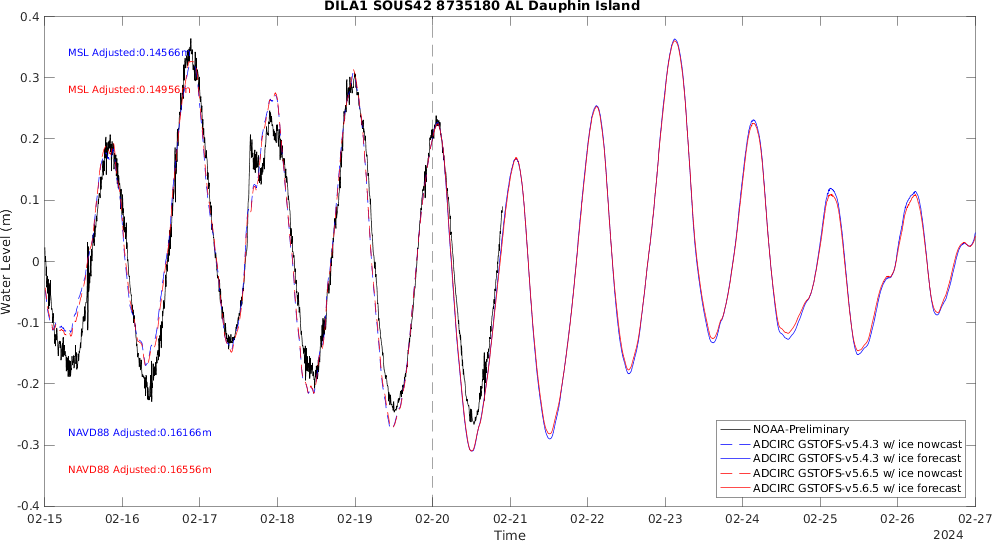 DILA1 SOUS42 8735180 AL Dauphin Island
0.4
0.3
0.2
0.1
0
-0.1
-0.2
-0.3
-0.4
Water Level (m)
MSL Adjusted:0.14566m
MSL Adjusted:0.14956m
NAVD88 Adjusted:0.16166m
NAVD88 Adjusted:0.16556m
NOAA-Preliminary
ADCIRC GSTOFS-v5.4.3 w/ ice nowcast
ADCIRC GSTOFS-v5.4.3 w/ ice forecast
ADCIRC GSTOFS-v5.6.5 w/ ice nowcast
ADCIRC GSTOFS-v5.6.5 w/ ice forecast
02-15 02-16 02-17 02-18 02-19 02-20 02-21 02-22 02-23 02-24 02-25 02-26 02-27
Time
2024